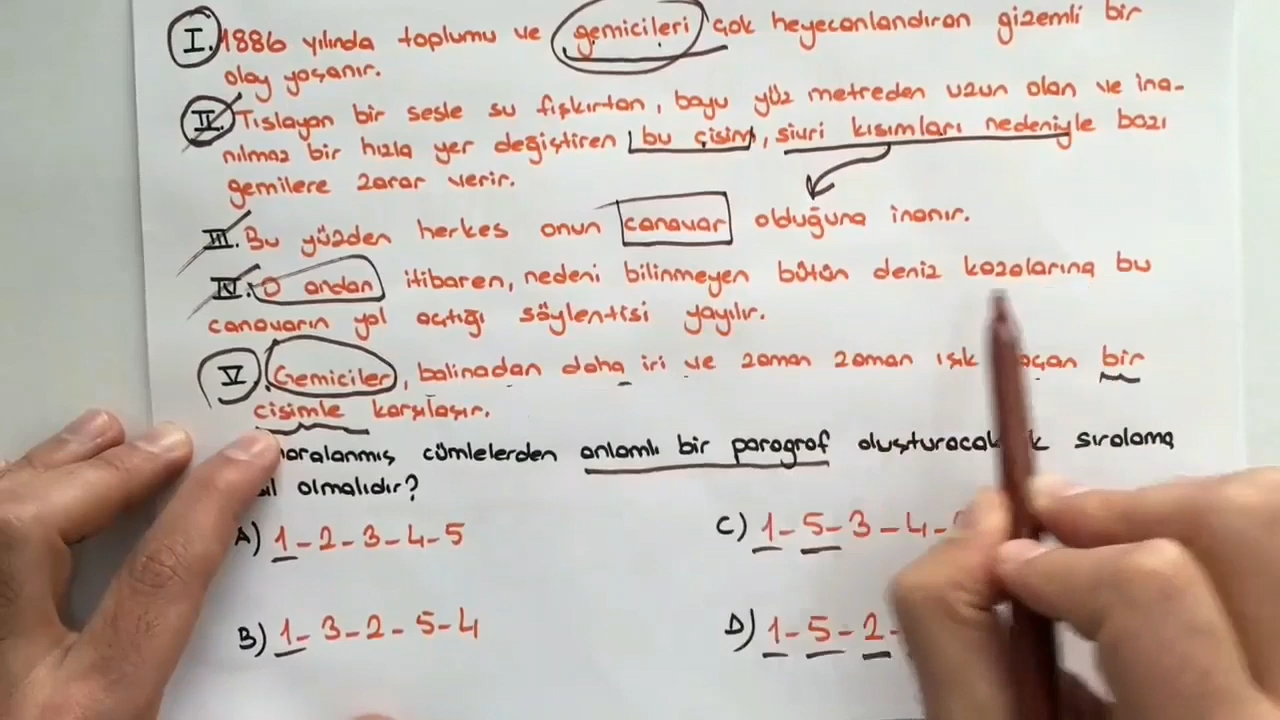 I. 1886 yılında toplumu ve gemicileri çok heyecanlandıran gizemli bir
olay yaşanır.
II. Tıslayan bir sesle su fışkırtan, boyu yüz metreden uzun olan ve ina-
nılmaz bir hızla yer değiştiren bu cisim, sivri kısımları nedeniyle bazı
gemilere zarar verir.
III. Bu yüzden herkes onun canavar olduğuna inanır.
IV. O andan itibaren, nedeni bilinmeyen bütün deniz kazalarına bu
canavarın yol açtığı söylentisi yayılır.
V. Gemiciler, balinadan daha iri ve zaman zaman ışık saçan bir
cisimle karşılaşır.
cümlelerden anlamlı bir paragraf sıralama
olmalıdır?
A) 1-2-3-4-5
C) 1-5-3-4-
B) 1-3-2-5-4
D) 1-5-2-